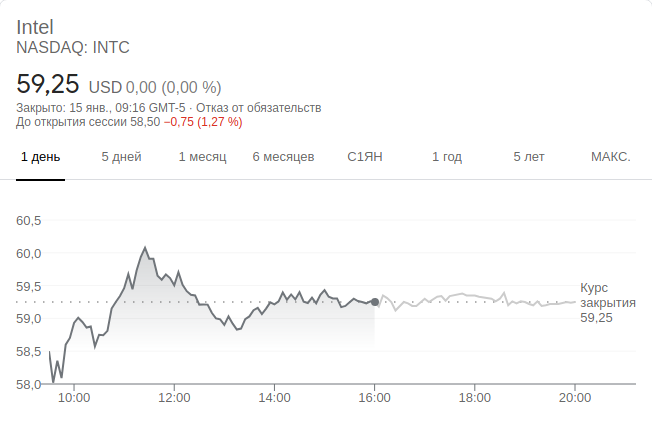 Intel
NASDAQ: INTC
59,25 USD 0,00 (0,00 %)
Закрыто: 15 янв., 09:16 GMT-5 · Отказ от обязательств
До открытия сессии 58,50 −0,75 (1,27 %)
1 день 5 дней 1 месяц 6 месяцев С1ЯН 1 год 5 лет МАКС.
60,5
60,0
59,5
59,0
58,5
58,0
Курс
закрытия
59,25
10:00 12:00 14:00 16:00 18:00 20:00